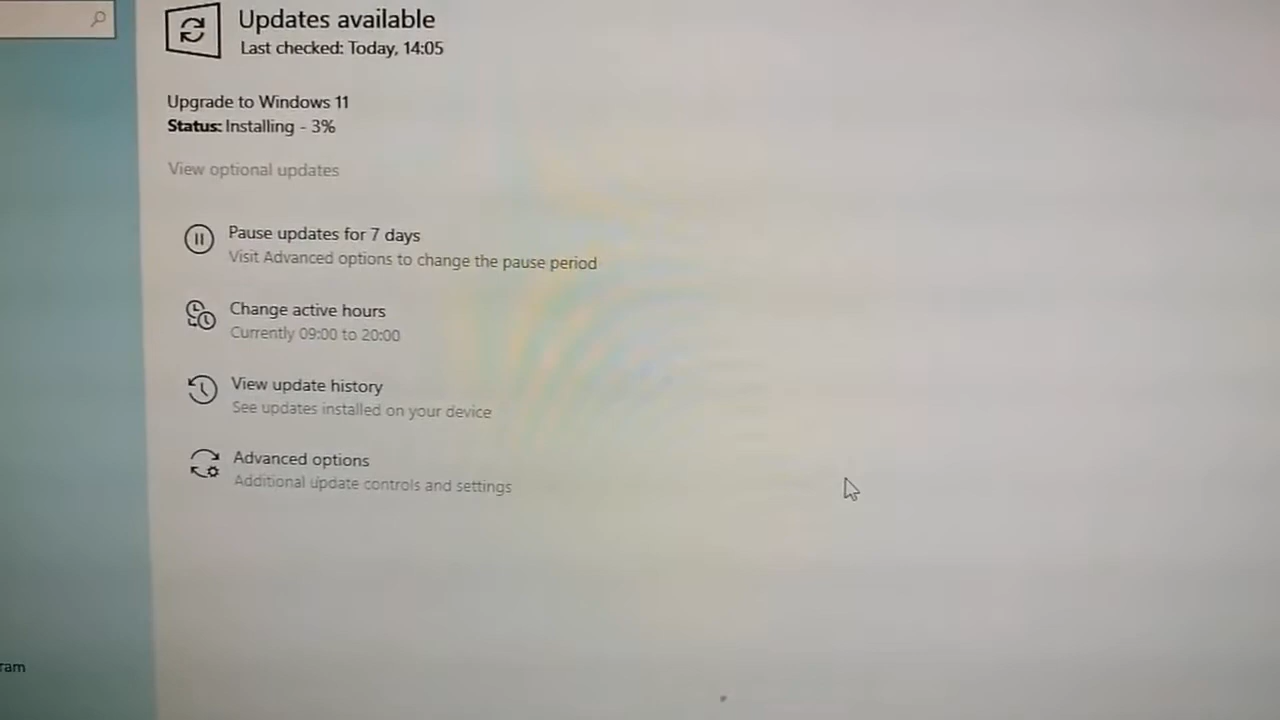 Updates available
Last checked: Today, 14:05
Upgrade to Windows 11
Status: Installing - 3%
View optional updates
Pause updates for 7 days
Visit Advanced options to change the pause period
Change active hours
Currently 09:00 to 20:00
View update history
See updates installed on your device
Advanced options
Additional update controls and settings
ram